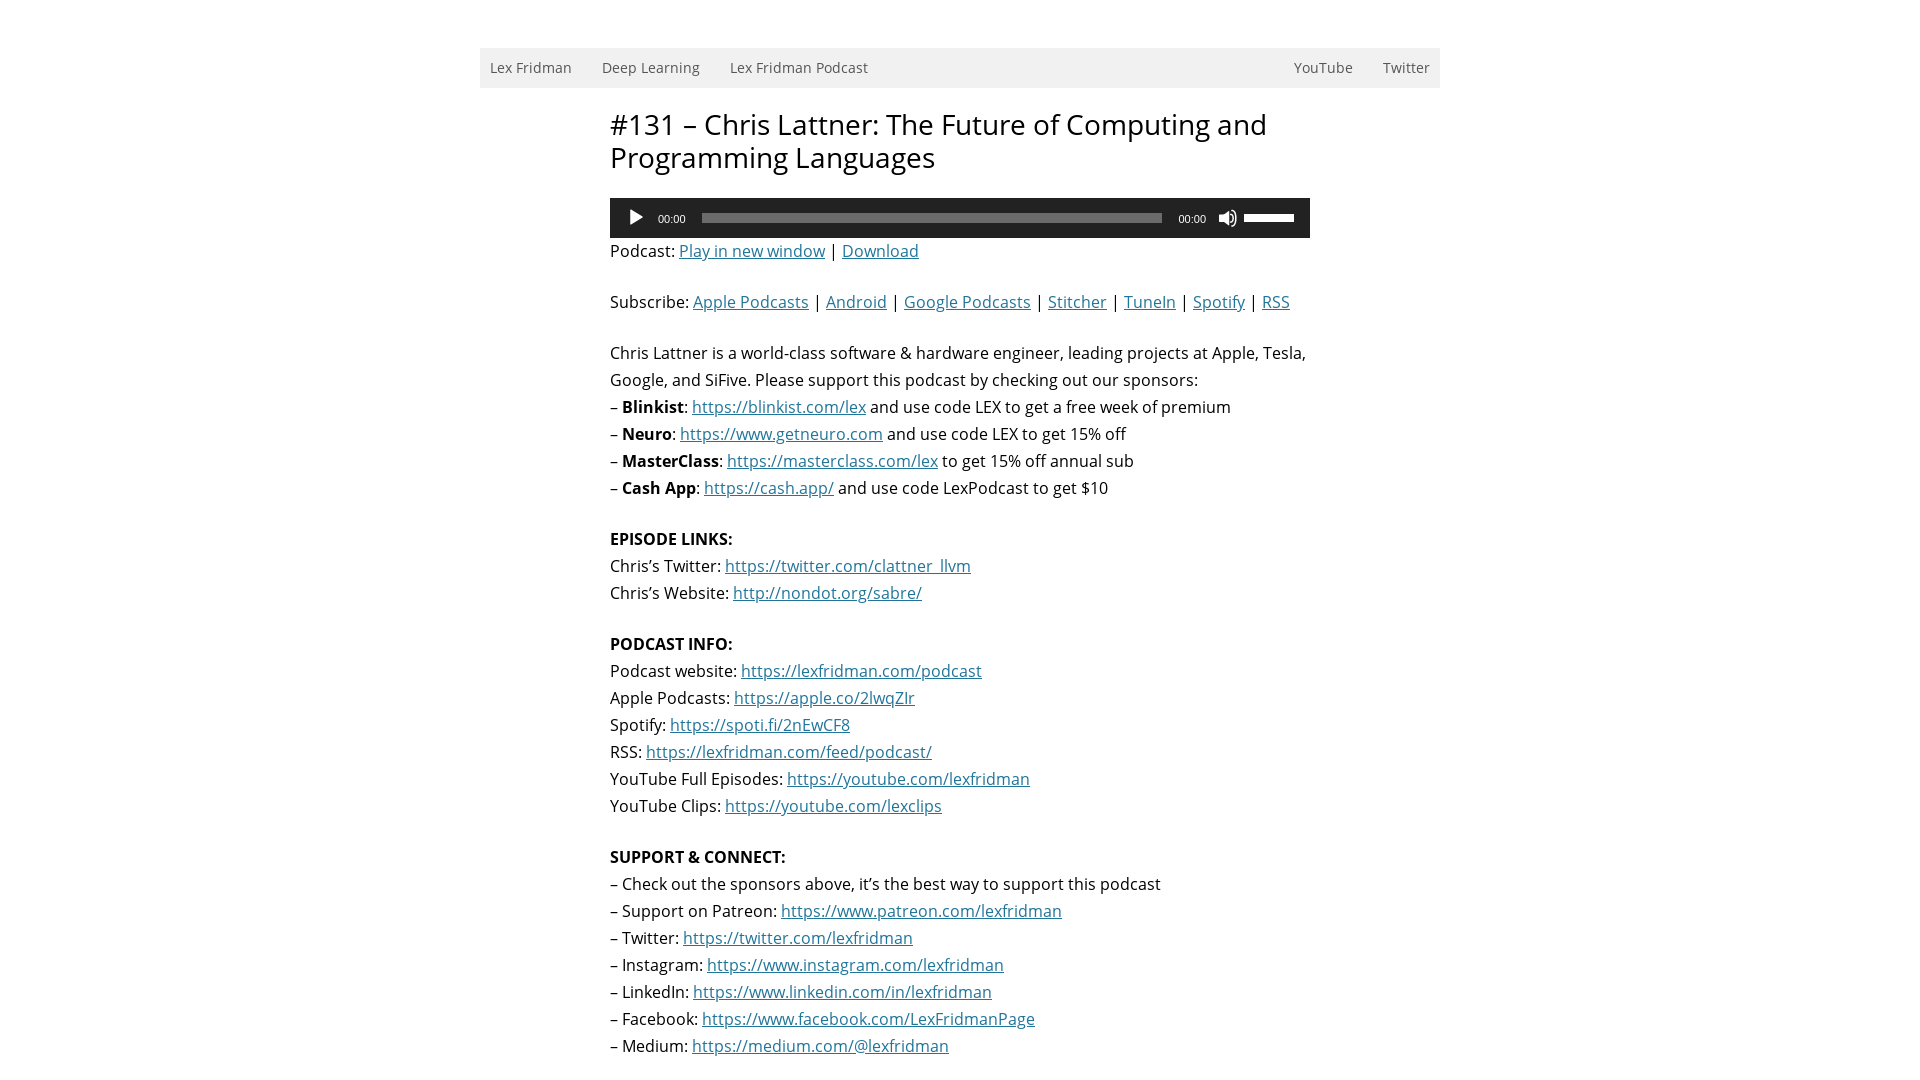 Lex Fridman Deep Learning Lex Fridman Podcast YouTube Twitter
#131 – Chris Lattner: The Future of Computing and
Programming Languages
00:00 00:00
Podcast: Play in new window | Download
Subscribe: Apple Podcasts | Android | Google Podcasts | Stitcher | TuneIn | Spotify | RSS
Chris Lattner is a world-class software & hardware engineer, leading projects at Apple, Tesla,
Google, and SiFive. Please support this podcast by checking out our sponsors:
– Blinkist: https://blinkist.com/lex and use code LEX to get a free week of premium
– Neuro: https://www.getneuro.com and use code LEX to get 15% off
– MasterClass: https://masterclass.com/lex to get 15% off annual sub
– Cash App: https://cash.app/ and use code LexPodcast to get $10
EPISODE LINKS:
Chris’s Twitter: https://twitter.com/clattner_llvm
Chris’s Website: http://nondot.org/sabre/
PODCAST INFO:
Podcast website: https://lexfridman.com/podcast
Apple Podcasts: https://apple.co/2lwqZIr
Spotify: https://spoti.fi/2nEwCF8
RSS: https://lexfridman.com/feed/podcast/
YouTube Full Episodes: https://youtube.com/lexfridman
YouTube Clips: https://youtube.com/lexclips
SUPPORT & CONNECT:
– Check out the sponsors above, it’s the best way to support this podcast
– Support on Patreon: https://www.patreon.com/lexfridman
– Twitter: https://twitter.com/lexfridman
– Instagram: https://www.instagram.com/lexfridman
– LinkedIn: https://www.linkedin.com/in/lexfridman
– Facebook: https://www.facebook.com/LexFridmanPage
– Medium: https://medium.com/@lexfridman